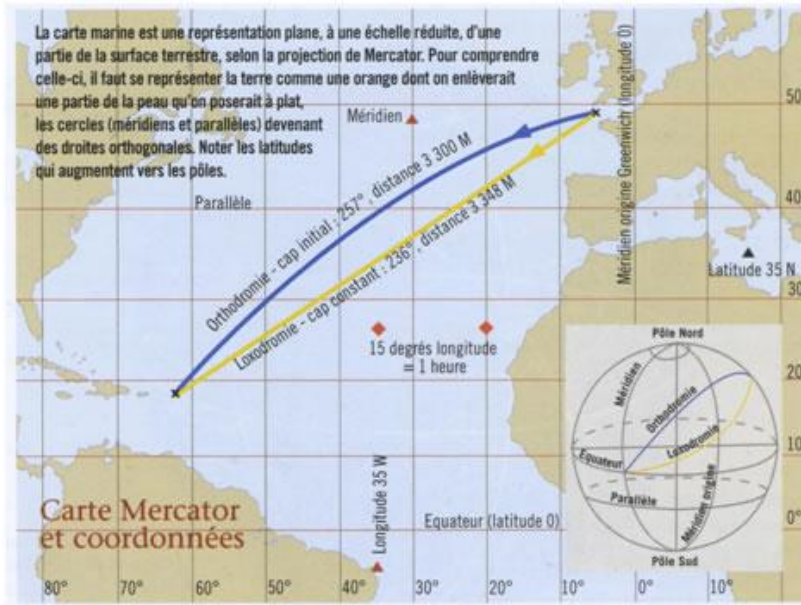 La carte marine est une représentation plane, à une échelle réduite, d'une
partie de la surface terrestre, selon la projection de Mercator. Pour comprendre
celle-ci, il faut se représenter la terre comme une orange dont on enlèverait
une partie de la peau qu'on poserait à plat,
les cercles (méridiens et parallèles) devenant
des droites orthogonales. Noter les latitudes
qui augmentent vers les pôles.
Méridien
Parallèle
Orthodromie - cap initial : 257°, distance 3 300 M
Loxodromie - cap constant : 236°, distance 3 348 M
Méridien origine Greenwich (longitude 0)
50
40
Latitude 35 N
30
15 degrés longitude
= 1 heure
20
10
0°
Longitude 35 W
Equateur (latitude 0)
Carte Mercator
et coordonnées
80°
70°
60°
50°
40°
30°
20°
10°
0°
10°
Pôle Nord
Méridien
Orthodromie
Loxodromie
Equateur
Parallèle
Méridien origine
Pôle Sud